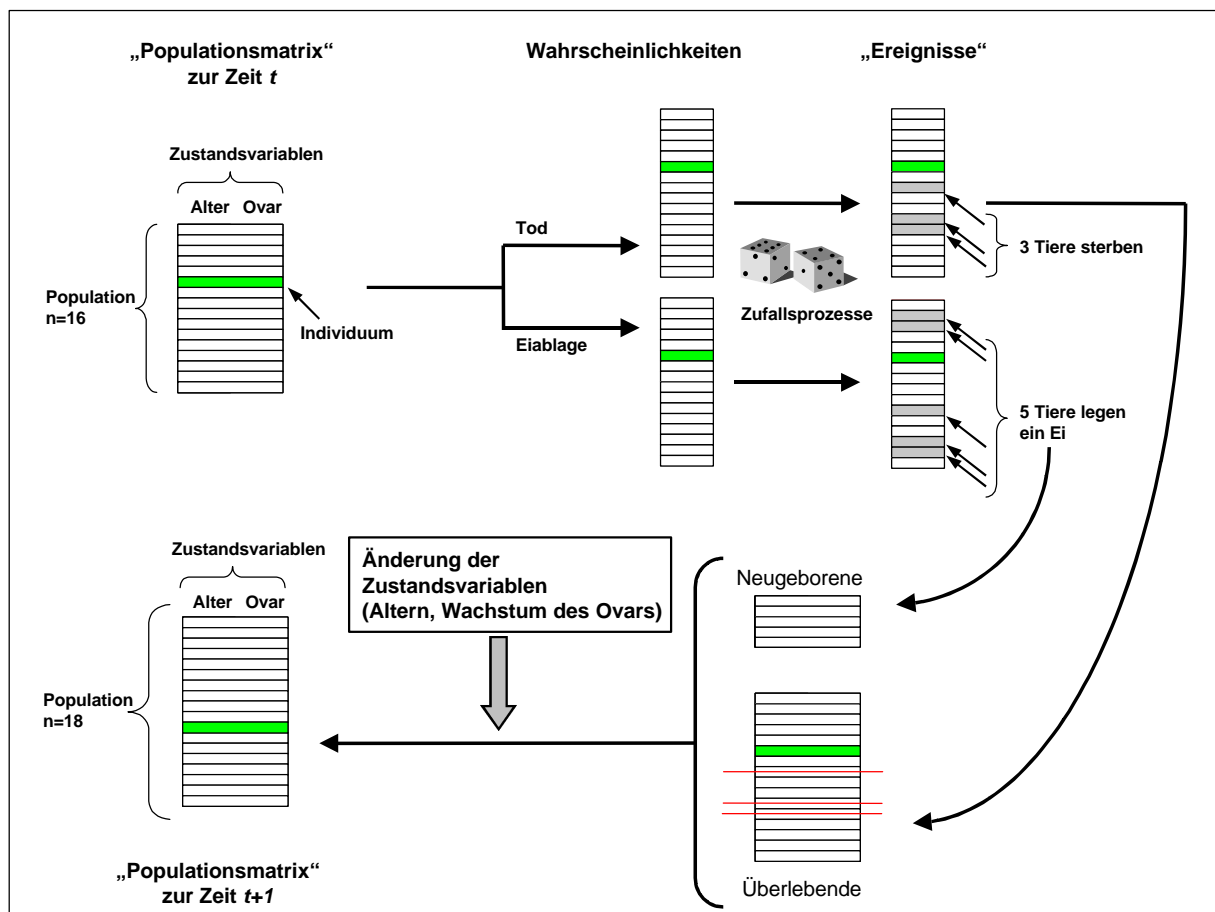 „Populationsmatrix“
zur Zeit t
Wahrscheinlichkeiten
„Ereignisse“
Zustandsvariablen
Alter Ovar
Population
n=16
Individuum
Tod
Eiablage
Zufallsprozesse
3 Tiere sterben
5 Tiere legen
ein Ei
Zustandsvariablen
Alter Ovar
Population
n=18
Änderung der
Zustandsvariablen
(Altern, Wachstum des Ovars)
Neugeborene
Überlebende
„Populationsmatrix“
zur Zeit t+1